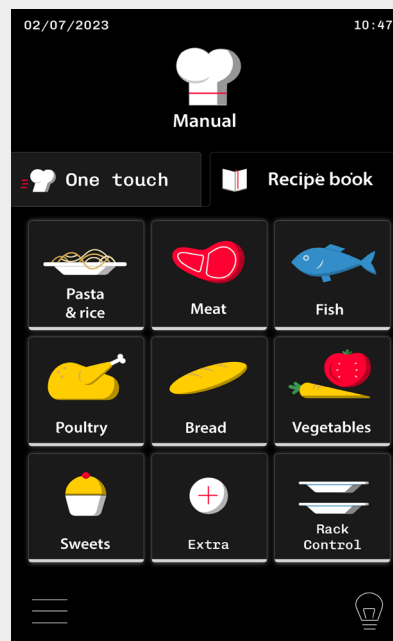 02/07/2023 10:47
Manual
One touch
Recipe book
Pasta
& rice
Meat
Fish
Poultry
Bread
Vegetables
Sweets
Extra
Rack
Control